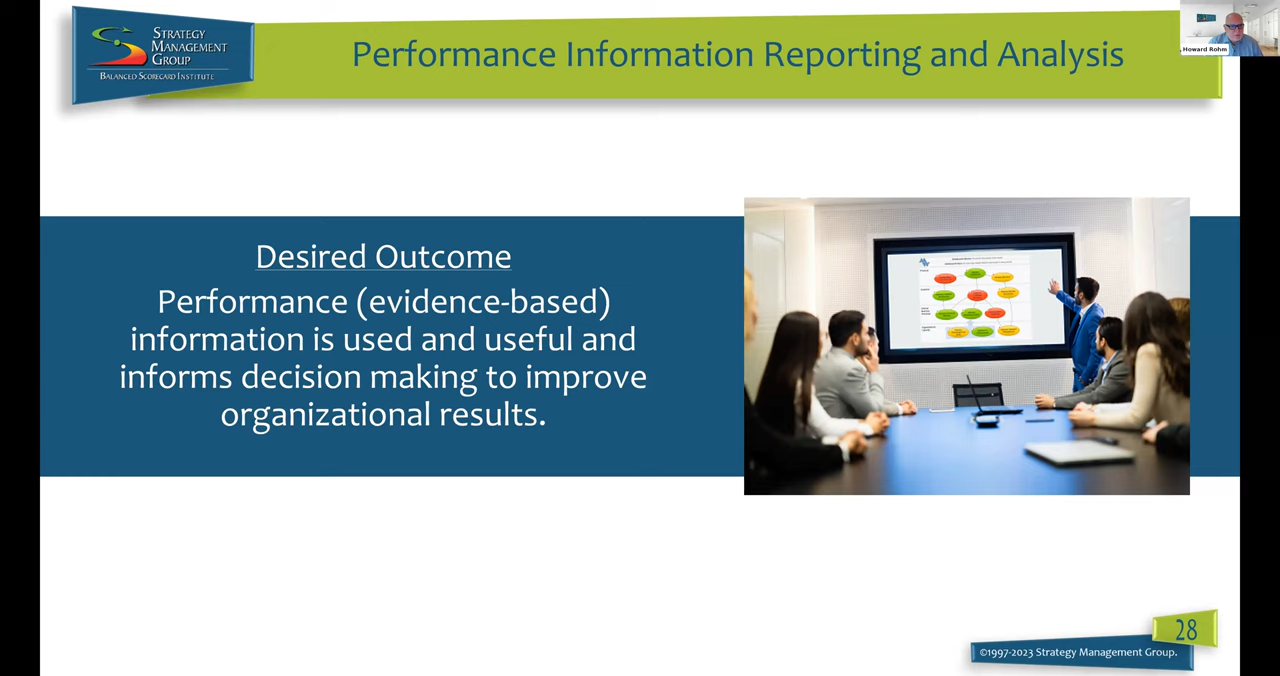 STRATEGY
MANAGEMENT
GROUP
BALANCED SCORECARD INSTITUTE
Performance Information Reporting and Analysis
Howard Rohm
Desired Outcome
Performance (evidence-based)
information is used and useful and
informs decision making to improve
organizational results.
28
©1997-2023 Strategy Management Group.